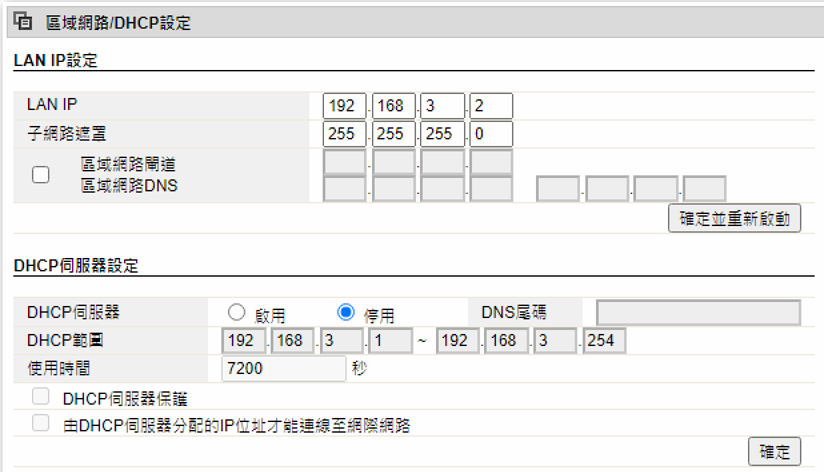 區域網路/DHCP設定
LAN IP設定
LAN IP 192 . 168 . 3 . 2
子網路遮罩 255 . 255 . 255 . 0
區域網路閘道 . . .
區域網路DNS . . . . . .
確定並重新啟動
DHCP伺服器設定
DHCP伺服器 啟用 停用 DNS尾碼
DHCP範圍 192 . 168 . 3 . 1 ~ 192 . 168 . 3 . 254
使用時間 7200 秒
DHCP伺服器保護
由DHCP伺服器分配的IP位址才能連線至網際網路
確定